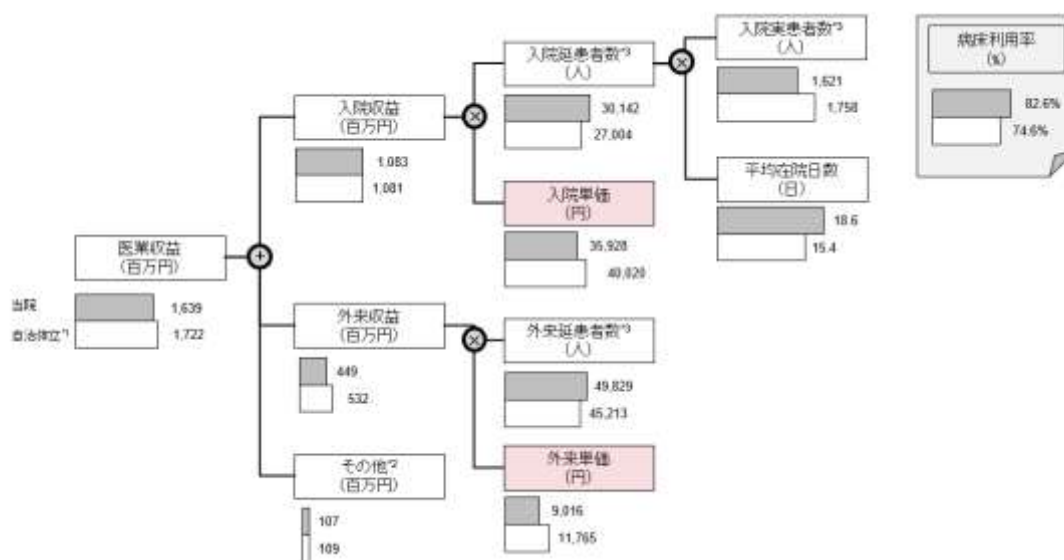 入院実患者数*3
(人)
1,621
1,758
病床利用率
(%)
82.6%
74.6%
入院延患者数*3
(人)
30,142
27,004
入院収益
(百万円)
1,083
1,081
平均在院日数
(日)
18.6
15.4
入院単価
(円)
35,928
40,020
医業収益
(百万円)
当院
1,639
自治体立*1
1,722
外来収益
(百万円)
449
532
外来延患者数*3
(人)
49,829
45,213
その他*2
(百万円)
107
109
外来単価
(円)
9,016
11,765